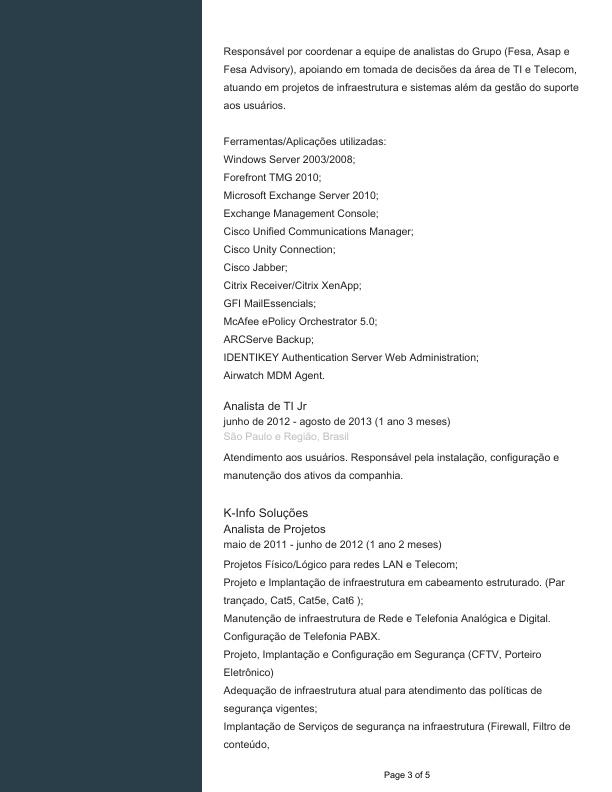 Responsável por coordenar a equipe de analistas do Grupo (Fesa, Asap e
Fesa Advisory), apoiando em tomada de decisões da área de TI e Telecom,
atuando em projetos de infraestrutura e sistemas além da gestão do suporte
aos usuários.
Ferramentas/Aplicações utilizadas:
Windows Server 2003/2008;
Forefront TMG 2010;
Microsoft Exchange Server 2010;
Exchange Management Console;
Cisco Unified Communications Manager;
Cisco Unity Connection;
Cisco Jabber;
Citrix Receiver/Citrix XenApp;
GFI MailEssencials;
McAfee ePolicy Orchestrator 5.0;
ARCServe Backup;
IDENTIKEY Authentication Server Web Administration;
Airwatch MDM Agent.
Analista de TI Jr
junho de 2012 - agosto de 2013 (1 ano 3 meses)
São Paulo e Região, Brasil
Atendimento aos usuários. Responsável pela instalação, configuração e
manutenção dos ativos da companhia.
K-Info Soluções
Analista de Projetos
maio de 2011 - junho de 2012 (1 ano 2 meses)
Projetos Físico/Lógico para redes LAN e Telecom;
Projeto e Implantação de infraestrutura em cabeamento estruturado. (Par
trançado, Cat5, Cat5e, Cat6 );
Manutenção de infraestrutura de Rede e Telefonia Analógica e Digital.
Configuração de Telefonia PABX.
Projeto, Implantação e Configuração em Segurança (CFTV, Porteiro
Eletrônico)
Adequação de infraestrutura atual para atendimento das políticas de
segurança vigentes;
Implantação de Serviços de segurança na infraestrutura (Firewall, Filtro de
conteúdo,
Page 3 of 5